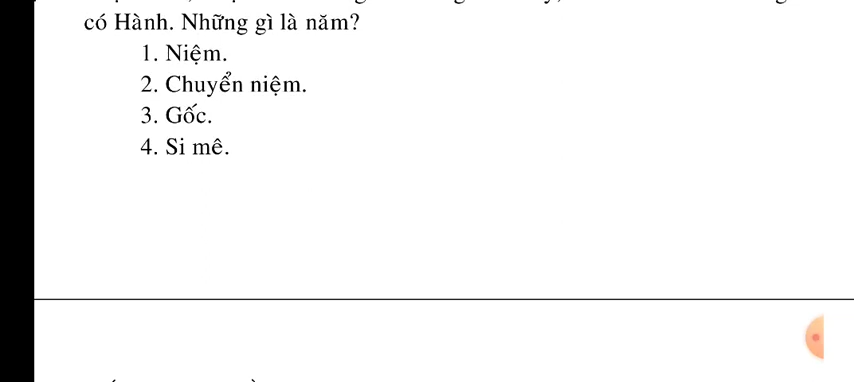 có Hành. Những gì là năm?
1. Niệm.
2. Chuyển niệm.
3. Gốc.
4. Si mê.